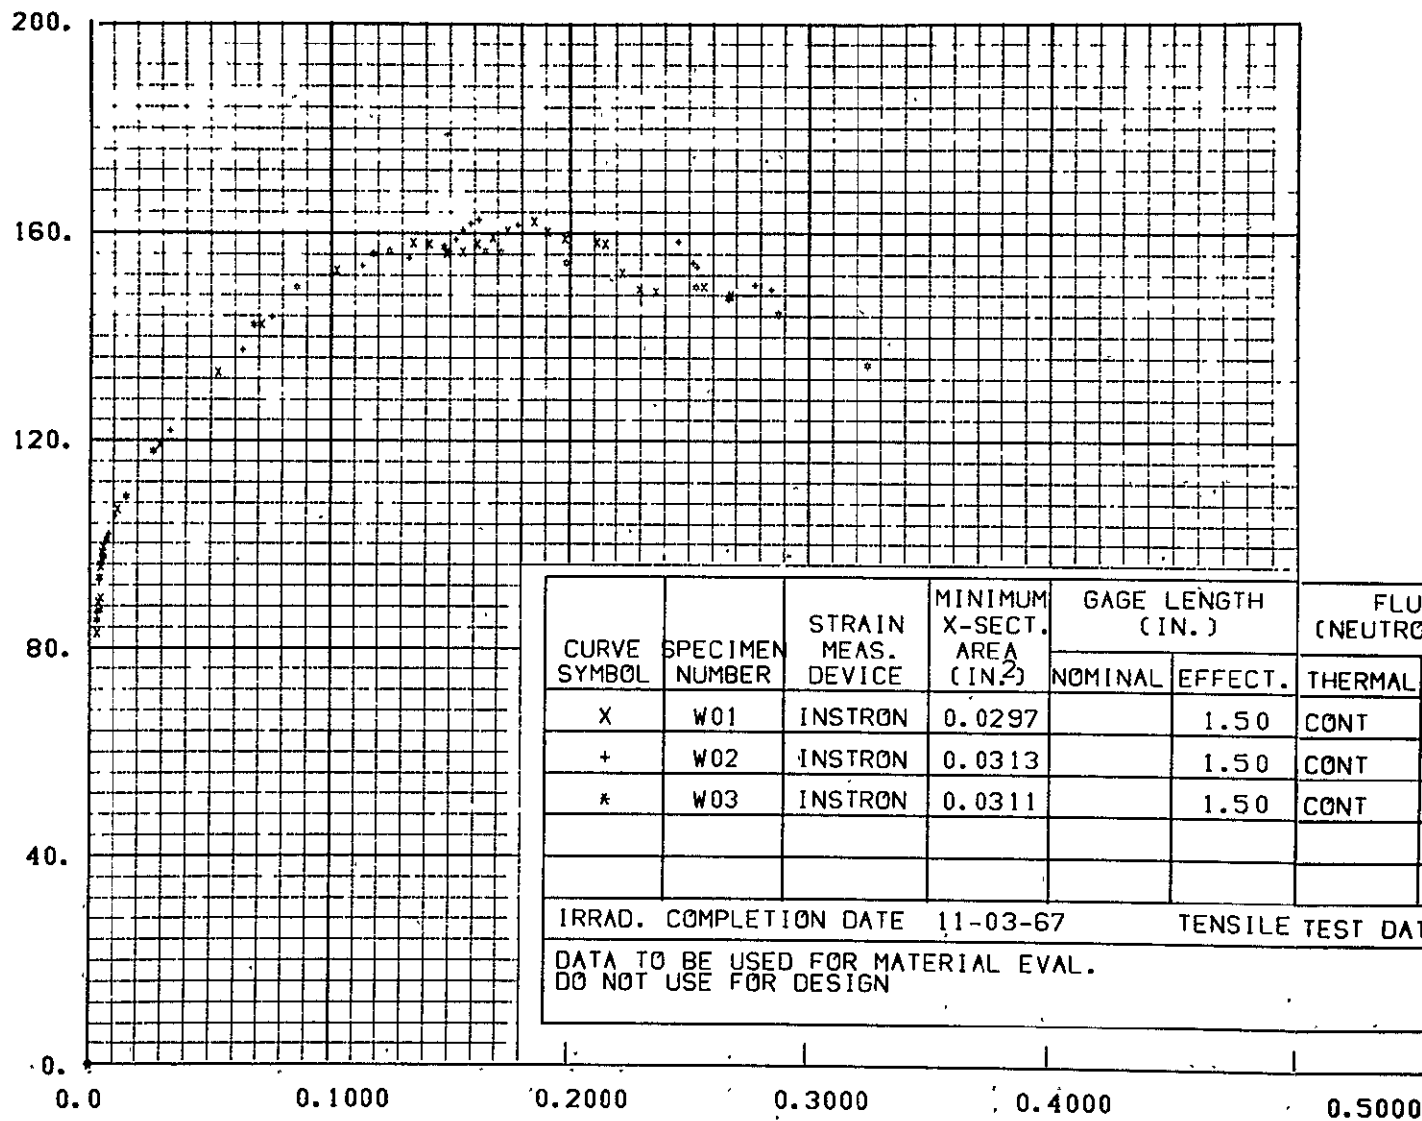 200.
160.
120.
80.
40.
0.
0.0 0.1000 0.2000 0.3000 0.4000 0.5000
CURVE SYMBOL SPECIMEN NUMBER STRAIN MEAS. DEVICE MINIMUM X-SECT. AREA (IN.2) GAGE LENGTH (IN.) FLU (NEUTRO
NOMINAL EFFECT. THERMAL
X W01 INSTRON 0.0297 1.50 CONT
+ W02 INSTRON 0.0313 1.50 CONT
* W03 INSTRON 0.0311 1.50 CONT
IRRAD. COMPLETION DATE 11-03-67 TENSILE TEST DAT
DATA TO BE USED FOR MATERIAL EVAL.
DO NOT USE FOR DESIGN